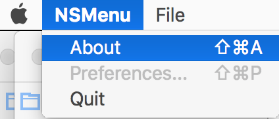 NSMenu File
About ⇧⌘A
Preferences... ⇧⌘P
Quit